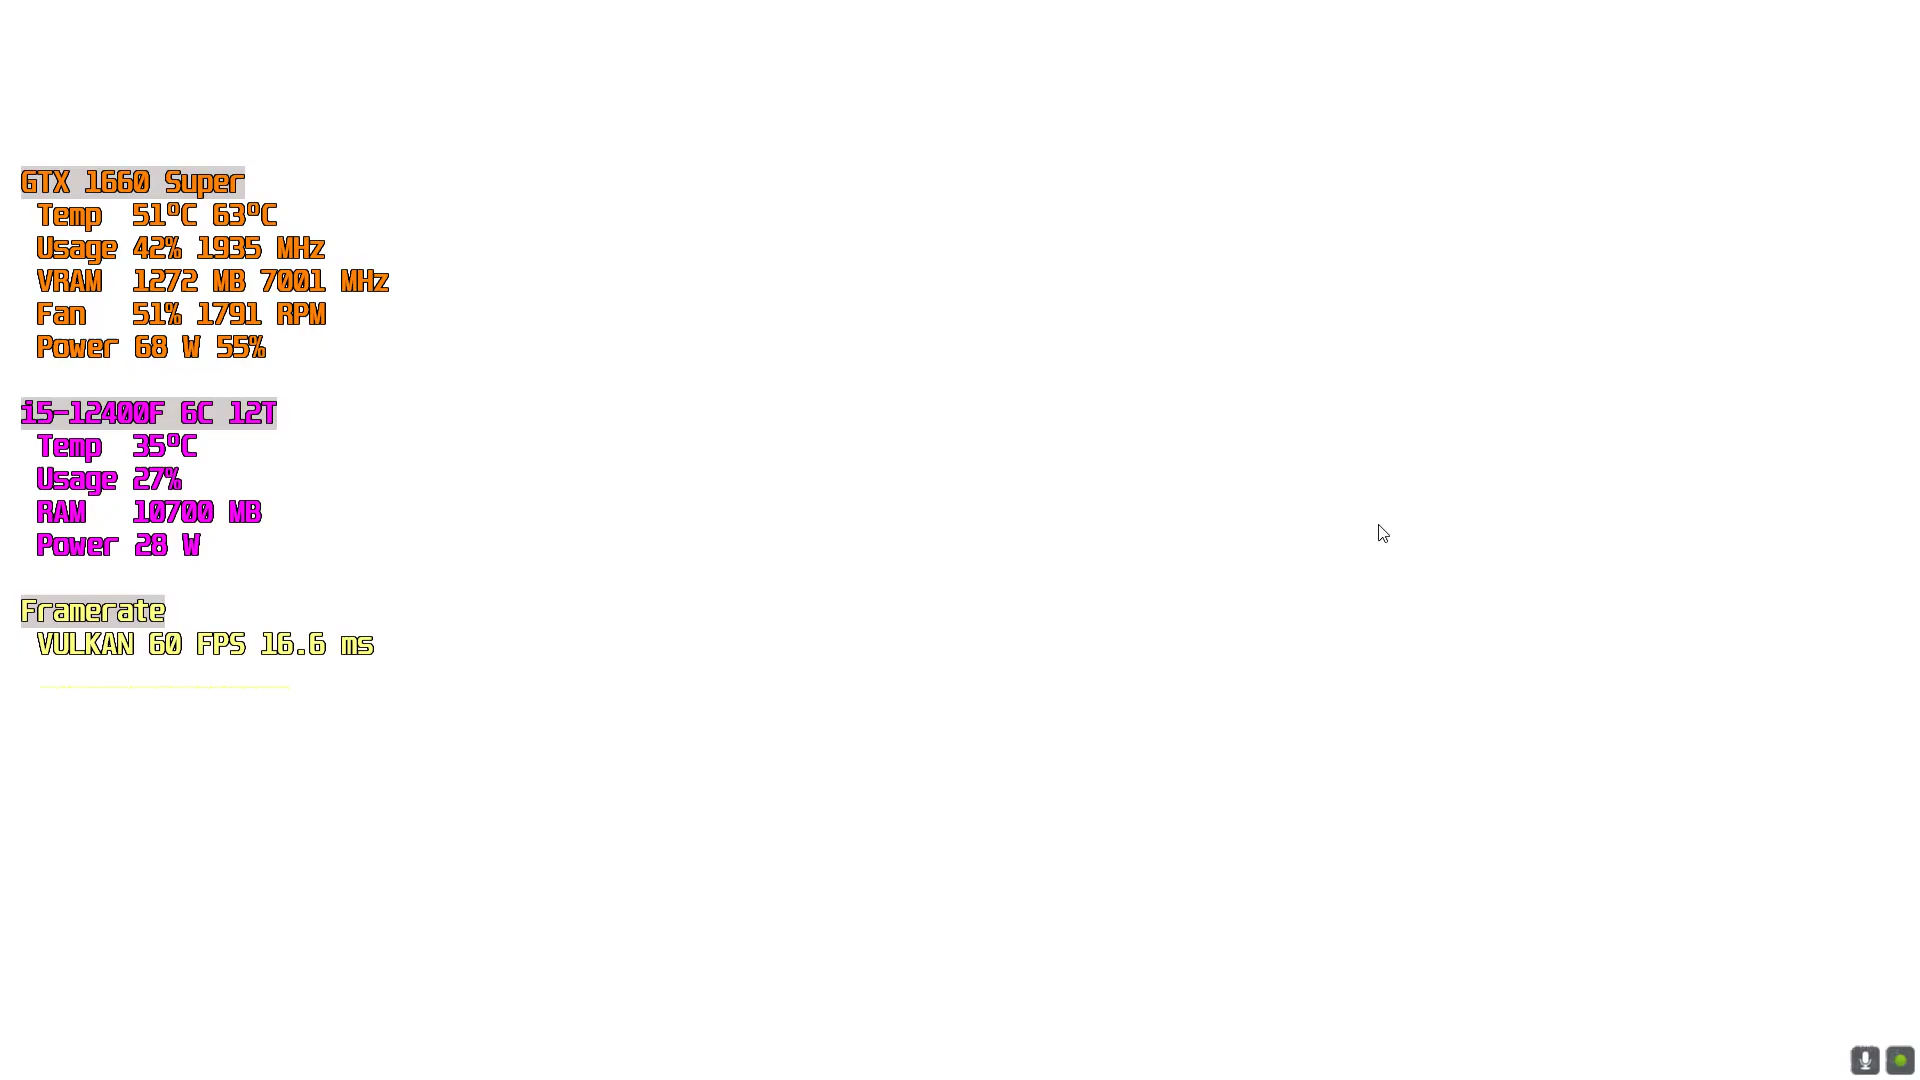 GTX 1660 Super
Temp 51°C 63°C
Usage 42% 1935 MHz
VRAM 1272 MB 7001 MHz
Fan 51% 1791 RPM
Power 68 W 55%
i5-12400F 6C 12T
Temp 35°C
Usage 27%
RAM 10700 MB
Power 28 W
Framerate
VULKAN 60 FPS 16.6 ms